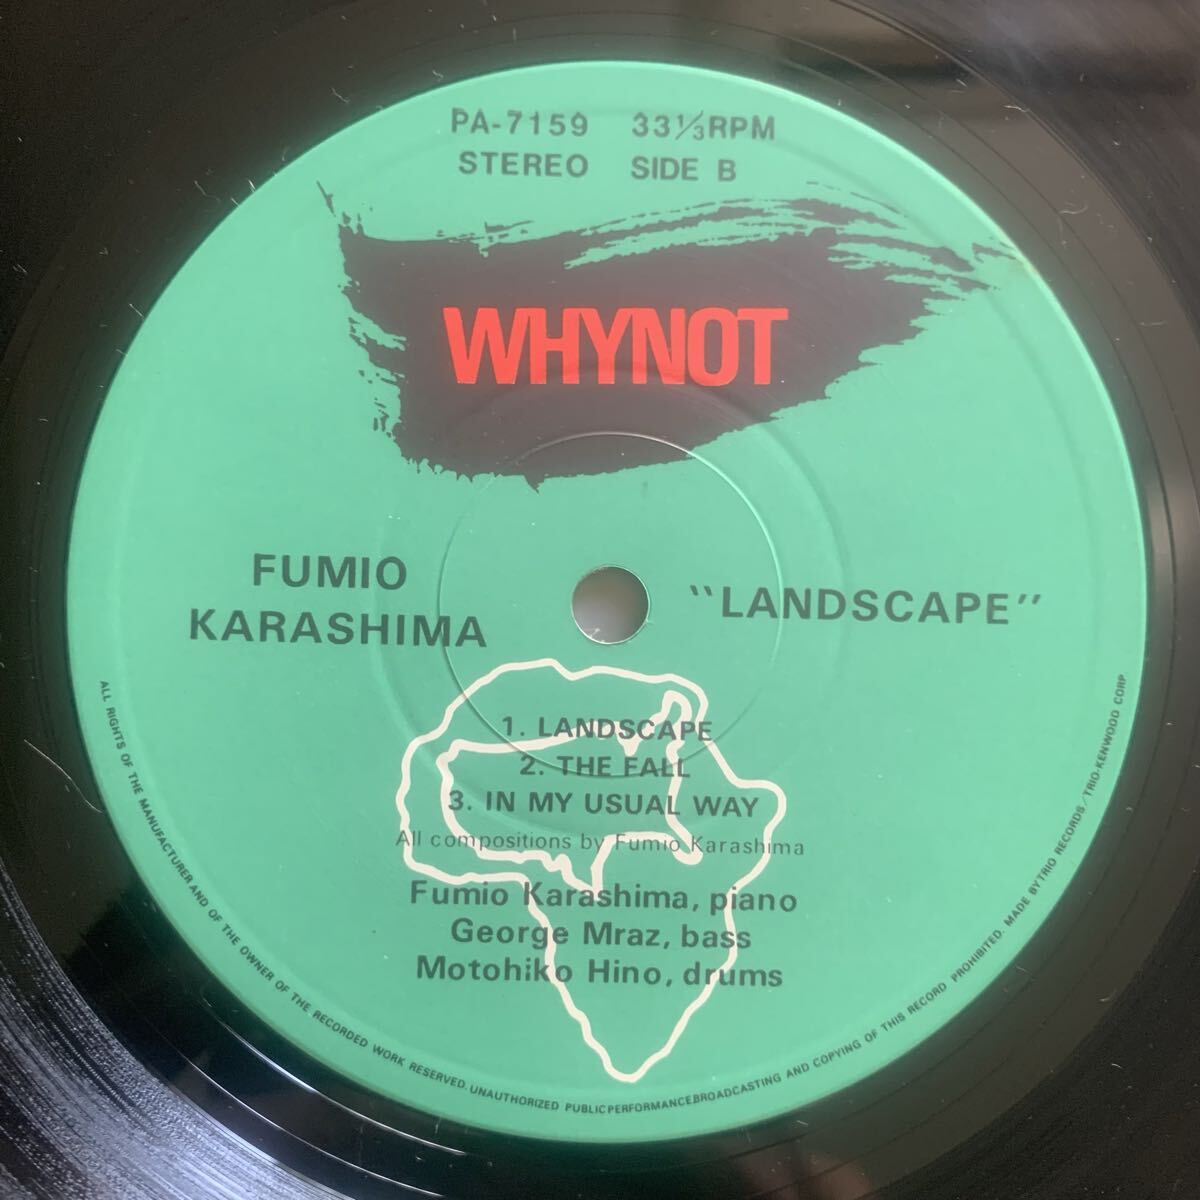 PA-7159 33⅓RPM
STEREO SIDE B
WHYNOT
FUMIO
KARASHIMA
"LANDSCAPE"
1. LANDSCAPE
2. THE FALL
3. IN MY USUAL WAY
All compositions by Fumio Karashima
Fumio Karashima, piano
George Mraz, bass
Motohiko Hino, drums
ALL RIGHTS OF THE MANUFACTURER AND OF THE OWNER OF THE RECORDED WORK RESERVED. UNAUTHORIZED PUBLIC PERFORMANCE.BROADCASTING AND COPYING OF THIS RECORD PROHIBITED. MADE BY TRIO RECORDS/TRIO-KENWOOD CORP